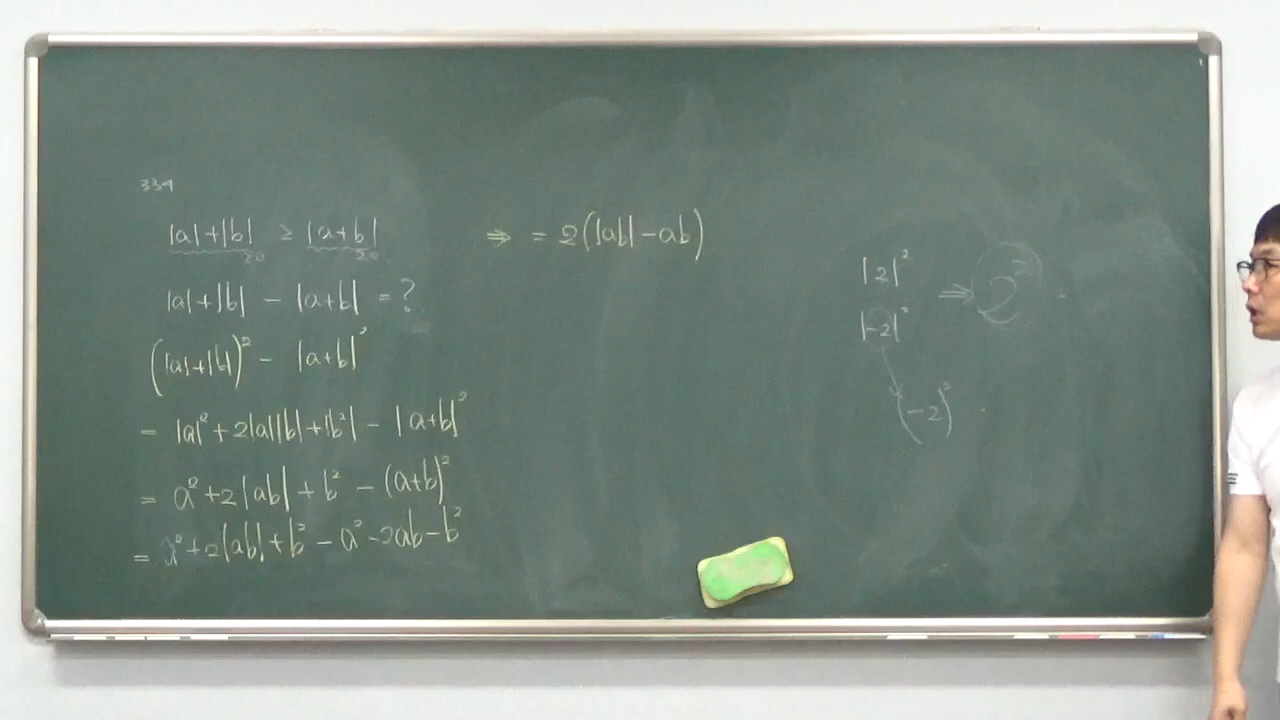 334
|a|+|b| ≥ |a+b|
≥0 ≥0
|a|+|b| - |a+b| = ?
(|a|+|b|)² - |a+b|²
= |a|²+2|a||b|+|b²| - |a+b|²
= a²+2|ab|+b² - (a+b)²
= a²+2|ab|+b² - a² - 2ab - b²
⇒ = 2(|ab| - ab)
|2|²
|-2|²
⇒ 2²
(-2)²